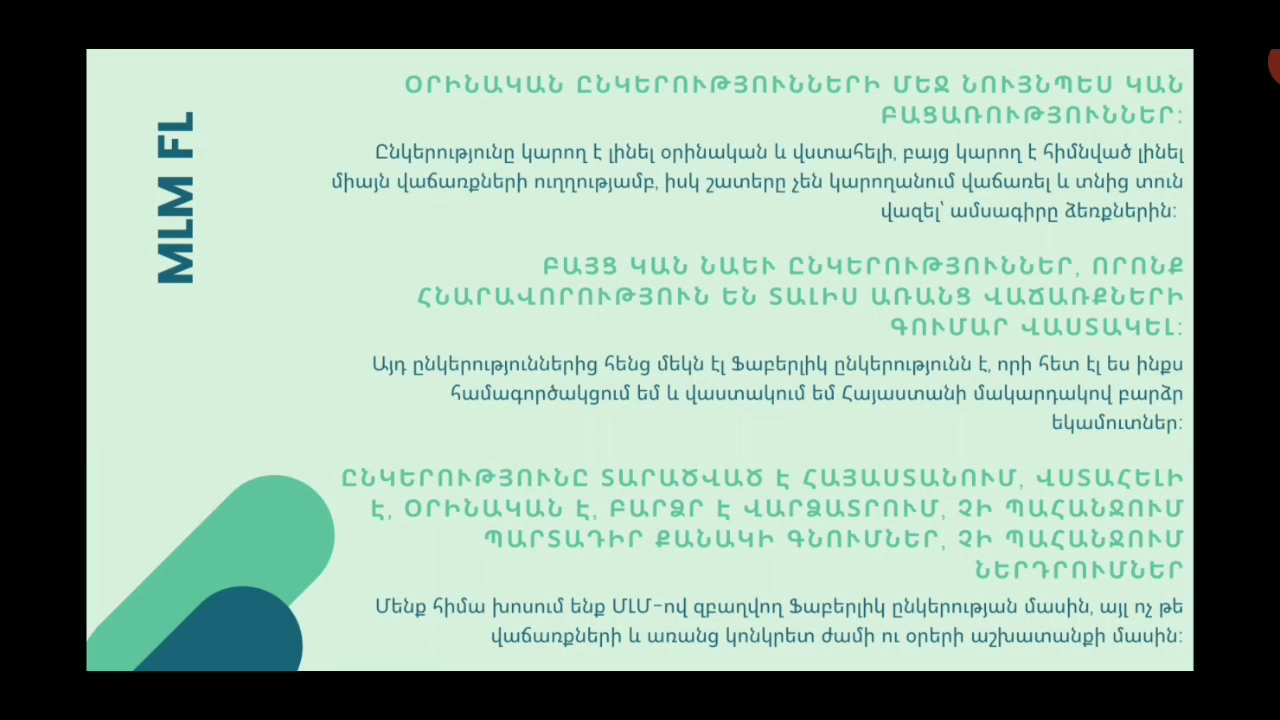 MLM FL
ՕՐԻՆԱԿԱՆ ԸՆԿԵՐՈՒԹՅՈՒՆՆԵՐԻ ՄԵՋ ՆՈՒՅՆՊԵՍ ԿԱՆ
ԲԱՑԱՌՈՒԹՅՈՒՆՆԵՐ:
Ընկերությունը կարող է լինել օրինական և վստահելի, բայց կարող է հիմնված լինել
միայն վաճառքների ուղղությամբ, իսկ շատերը չեն կարողանում վաճառել և տնից տուն
վազել՝ ամսագիրը ձեռքներին:
ԲԱՅՑ ԿԱՆ ՆԱԵՒ ԸՆԿԵՐՈՒԹՅՈՒՆՆԵՐ, ՈՐՈՆՔ
ՀՆԱՐԱՎՈՐՈՒԹՅՈՒՆ ԵՆ ՏԱԼԻՍ ԱՌԱՆՑ ՎԱՃԱՌՔՆԵՐԻ
ԳՈՒՄԱՐ ՎԱՍՏԱԿԵԼ:
Այդ ընկերություններից հենց մեկն էլ Ֆաբերլիկ ընկերությունն է, որի հետ էլ ես ինքս
համագործակցում եմ և վաստակում եմ Հայաստանի մակարդակով բարձր
եկամուտներ:
ԸՆԿԵՐՈՒԹՅՈՒՆԸ ՏԱՐԱԾՎԱԾ Է ՀԱՅԱՍՏԱՆՈՒՄ, ՎՍՏԱՀԵԼԻ
Է, ՕՐԻՆԱԿԱՆ Է, ԲԱՐՁՐ Է ՎԱՐՁԱՏՐՈՒՄ, ՉԻ ՊԱՀԱՆՋՈՒՄ
ՊԱՐՏԱԴԻՐ ՔԱՆԱԿԻ ԳՆՈՒՄՆԵՐ, ՉԻ ՊԱՀԱՆՋՈՒՄ
ՆԵՐԴՐՈՒՄՆԵՐ
Մենք հիմա խոսում ենք ՄԼՄ-ով զբաղվող Ֆաբերլիկ ընկերության մասին, այլ ոչ թե
վաճառքների և առանց կոնկրետ ժամի ու օրերի աշխատանքի մասին: